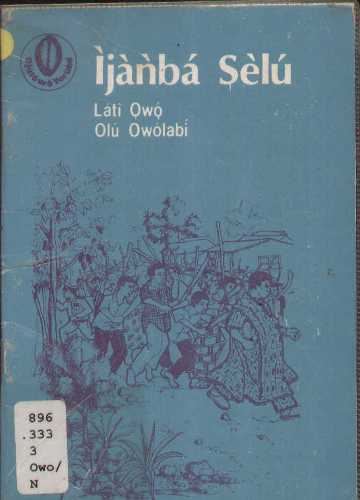 Ìjàǹbá Sèlú
Láti Ọwọ́
Olú Owólabí
896
.333
3
Owo/
N